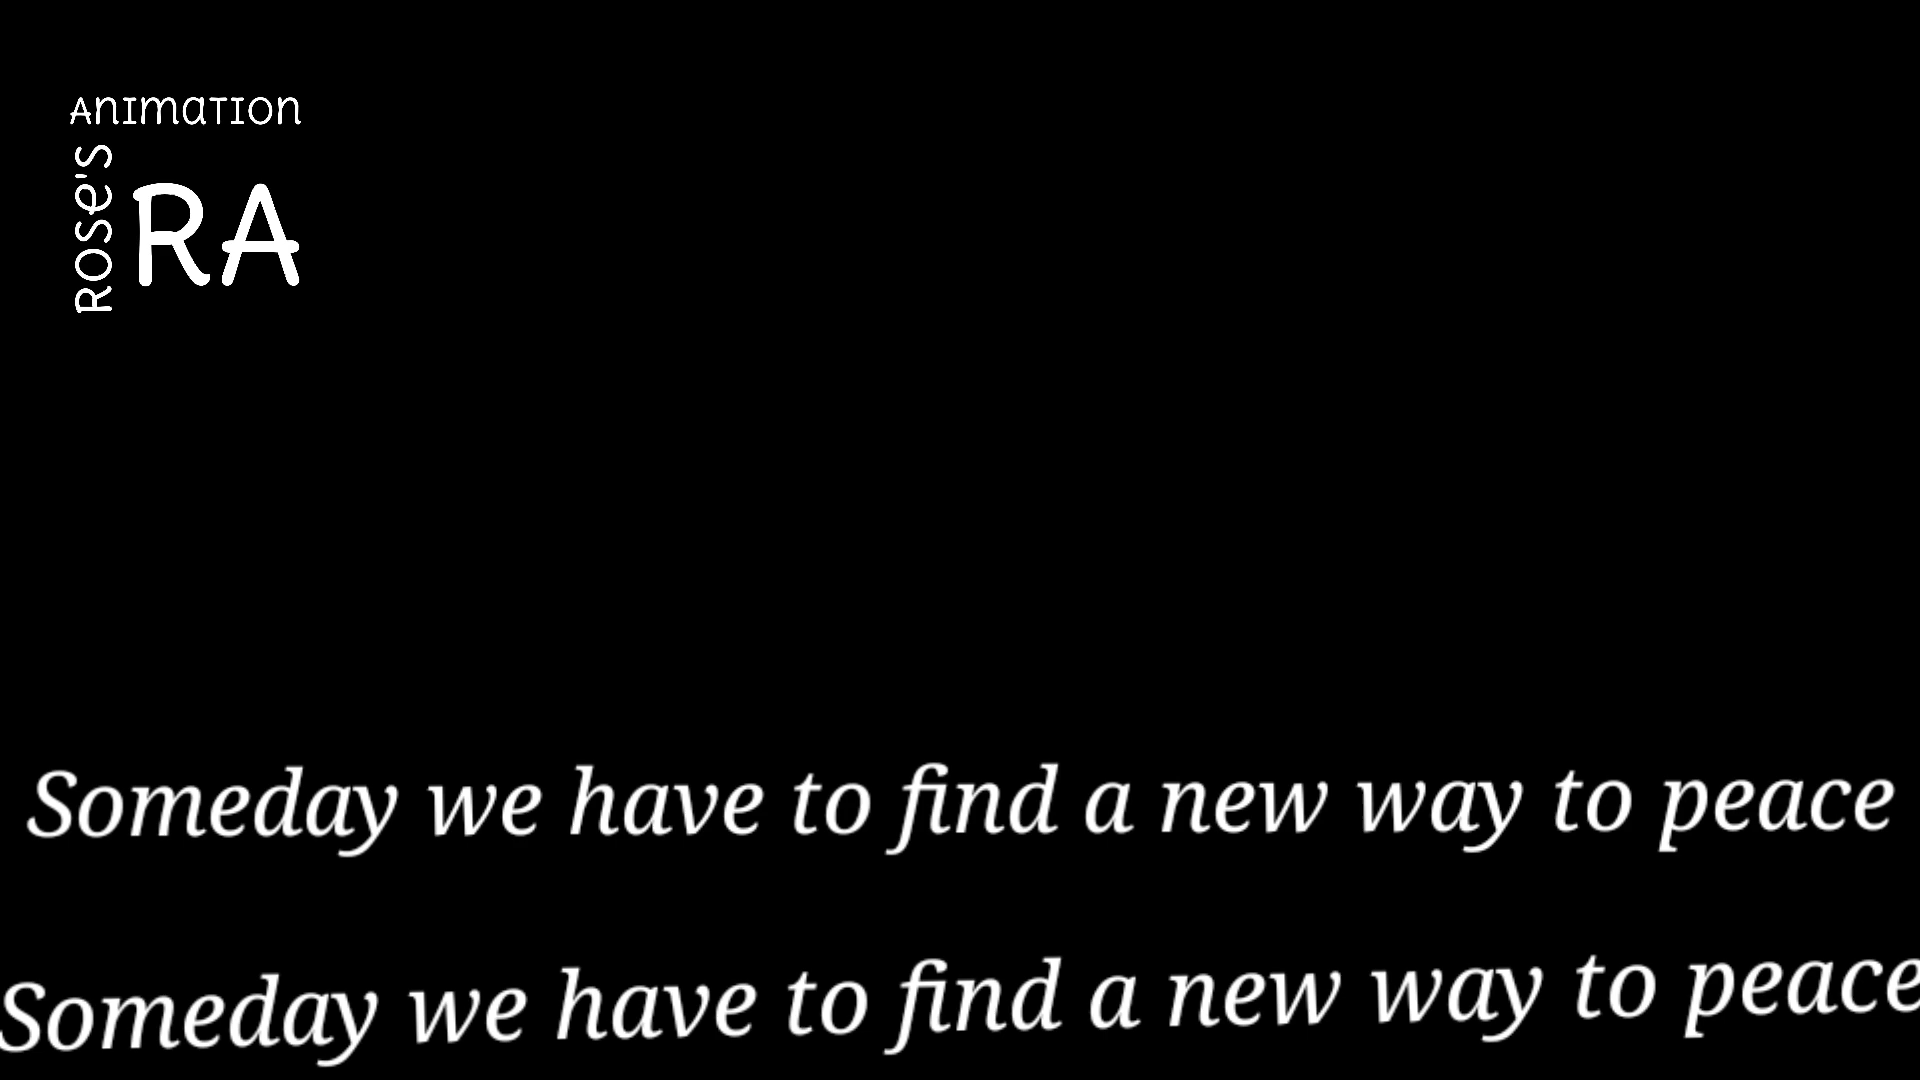 ANIMATION
ROSE'S
RA
Someday we have to find a new way to peace
Someday we have to find a new way to peace